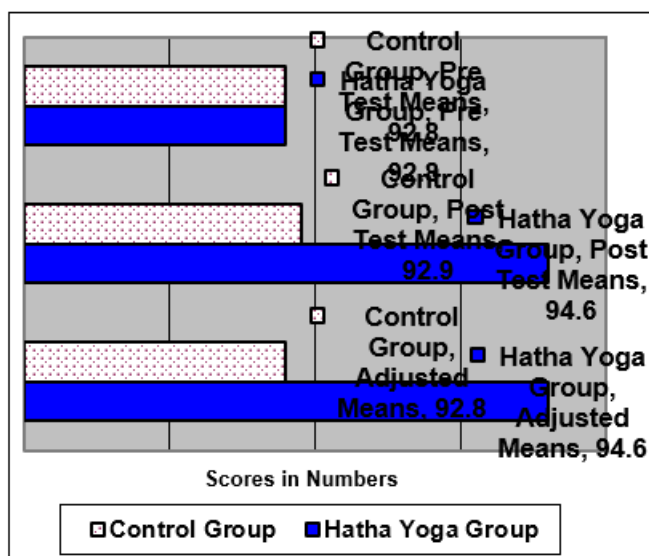 Control
Group, Pre
Test Means,
92.8
Hatha Yoga
Group, Pre
Test Means,
92.8
Control
Group, Post
Test Means,
92.9
Hatha Yoga
Group, Post
Test Means,
94.6
Control
Group,
Adjusted
Means, 92.8
Hatha Yoga
Group,
Adjusted
Means, 94.6
Scores in Numbers
Control Group
Hatha Yoga Group